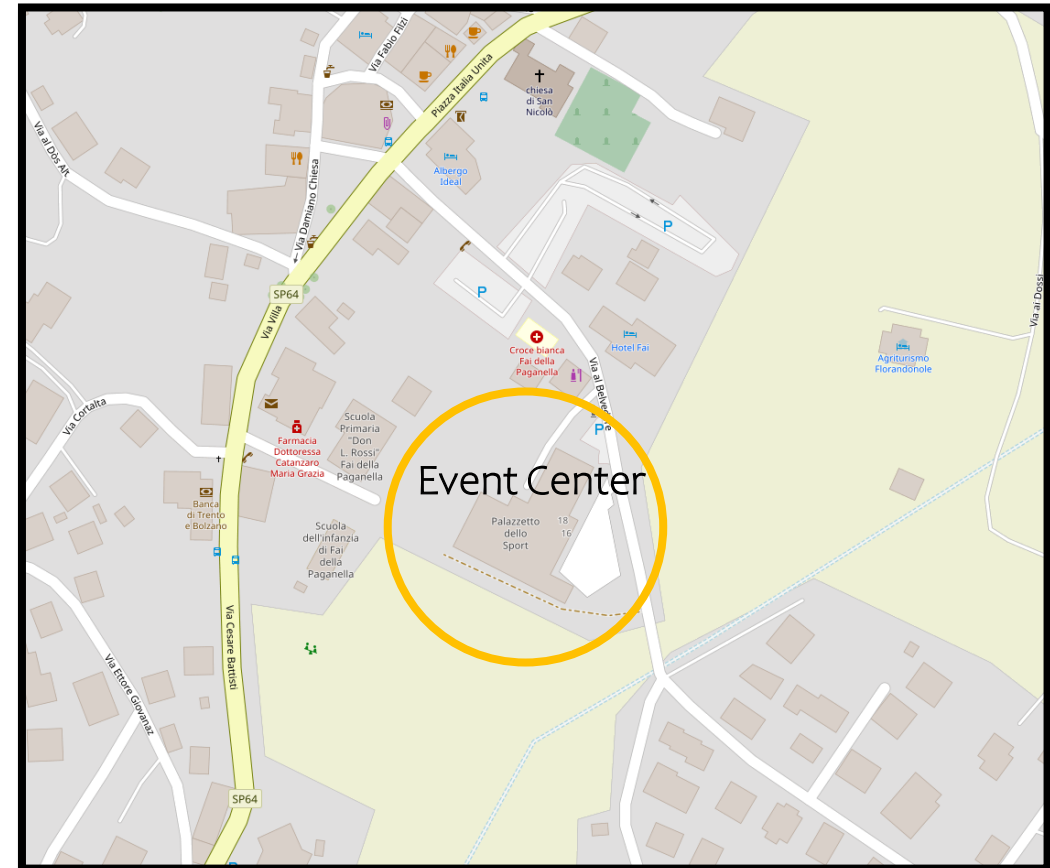 Via Fabio Filzi
Piazza Italia Unita
chiesa
di San
Nicolò
Via al Dòs Alt
Albergo
Ideal
Via Damiano Chiesa
P
SP64
P
Via ai Dossi
Via Villa
Croce bianca
Fai della
Paganella
Hotel Fai
Agriturismo
Florandonole
Via al Belvedere
Via Cortalta
Scuola
Primaria
"Don
L. Rossi"
Fai della
Paganella
Farmacia
Dottoressa
Catanzaro
Maria Grazia
P
Event Center
Banca
di Trento
e Bolzano
Palazzetto
dello
Sport
18
16
Scuola
dell'infanzia
di Fai
della
Paganella
Via Cesare Battisti
Via Ettore Giovanaz
SP64